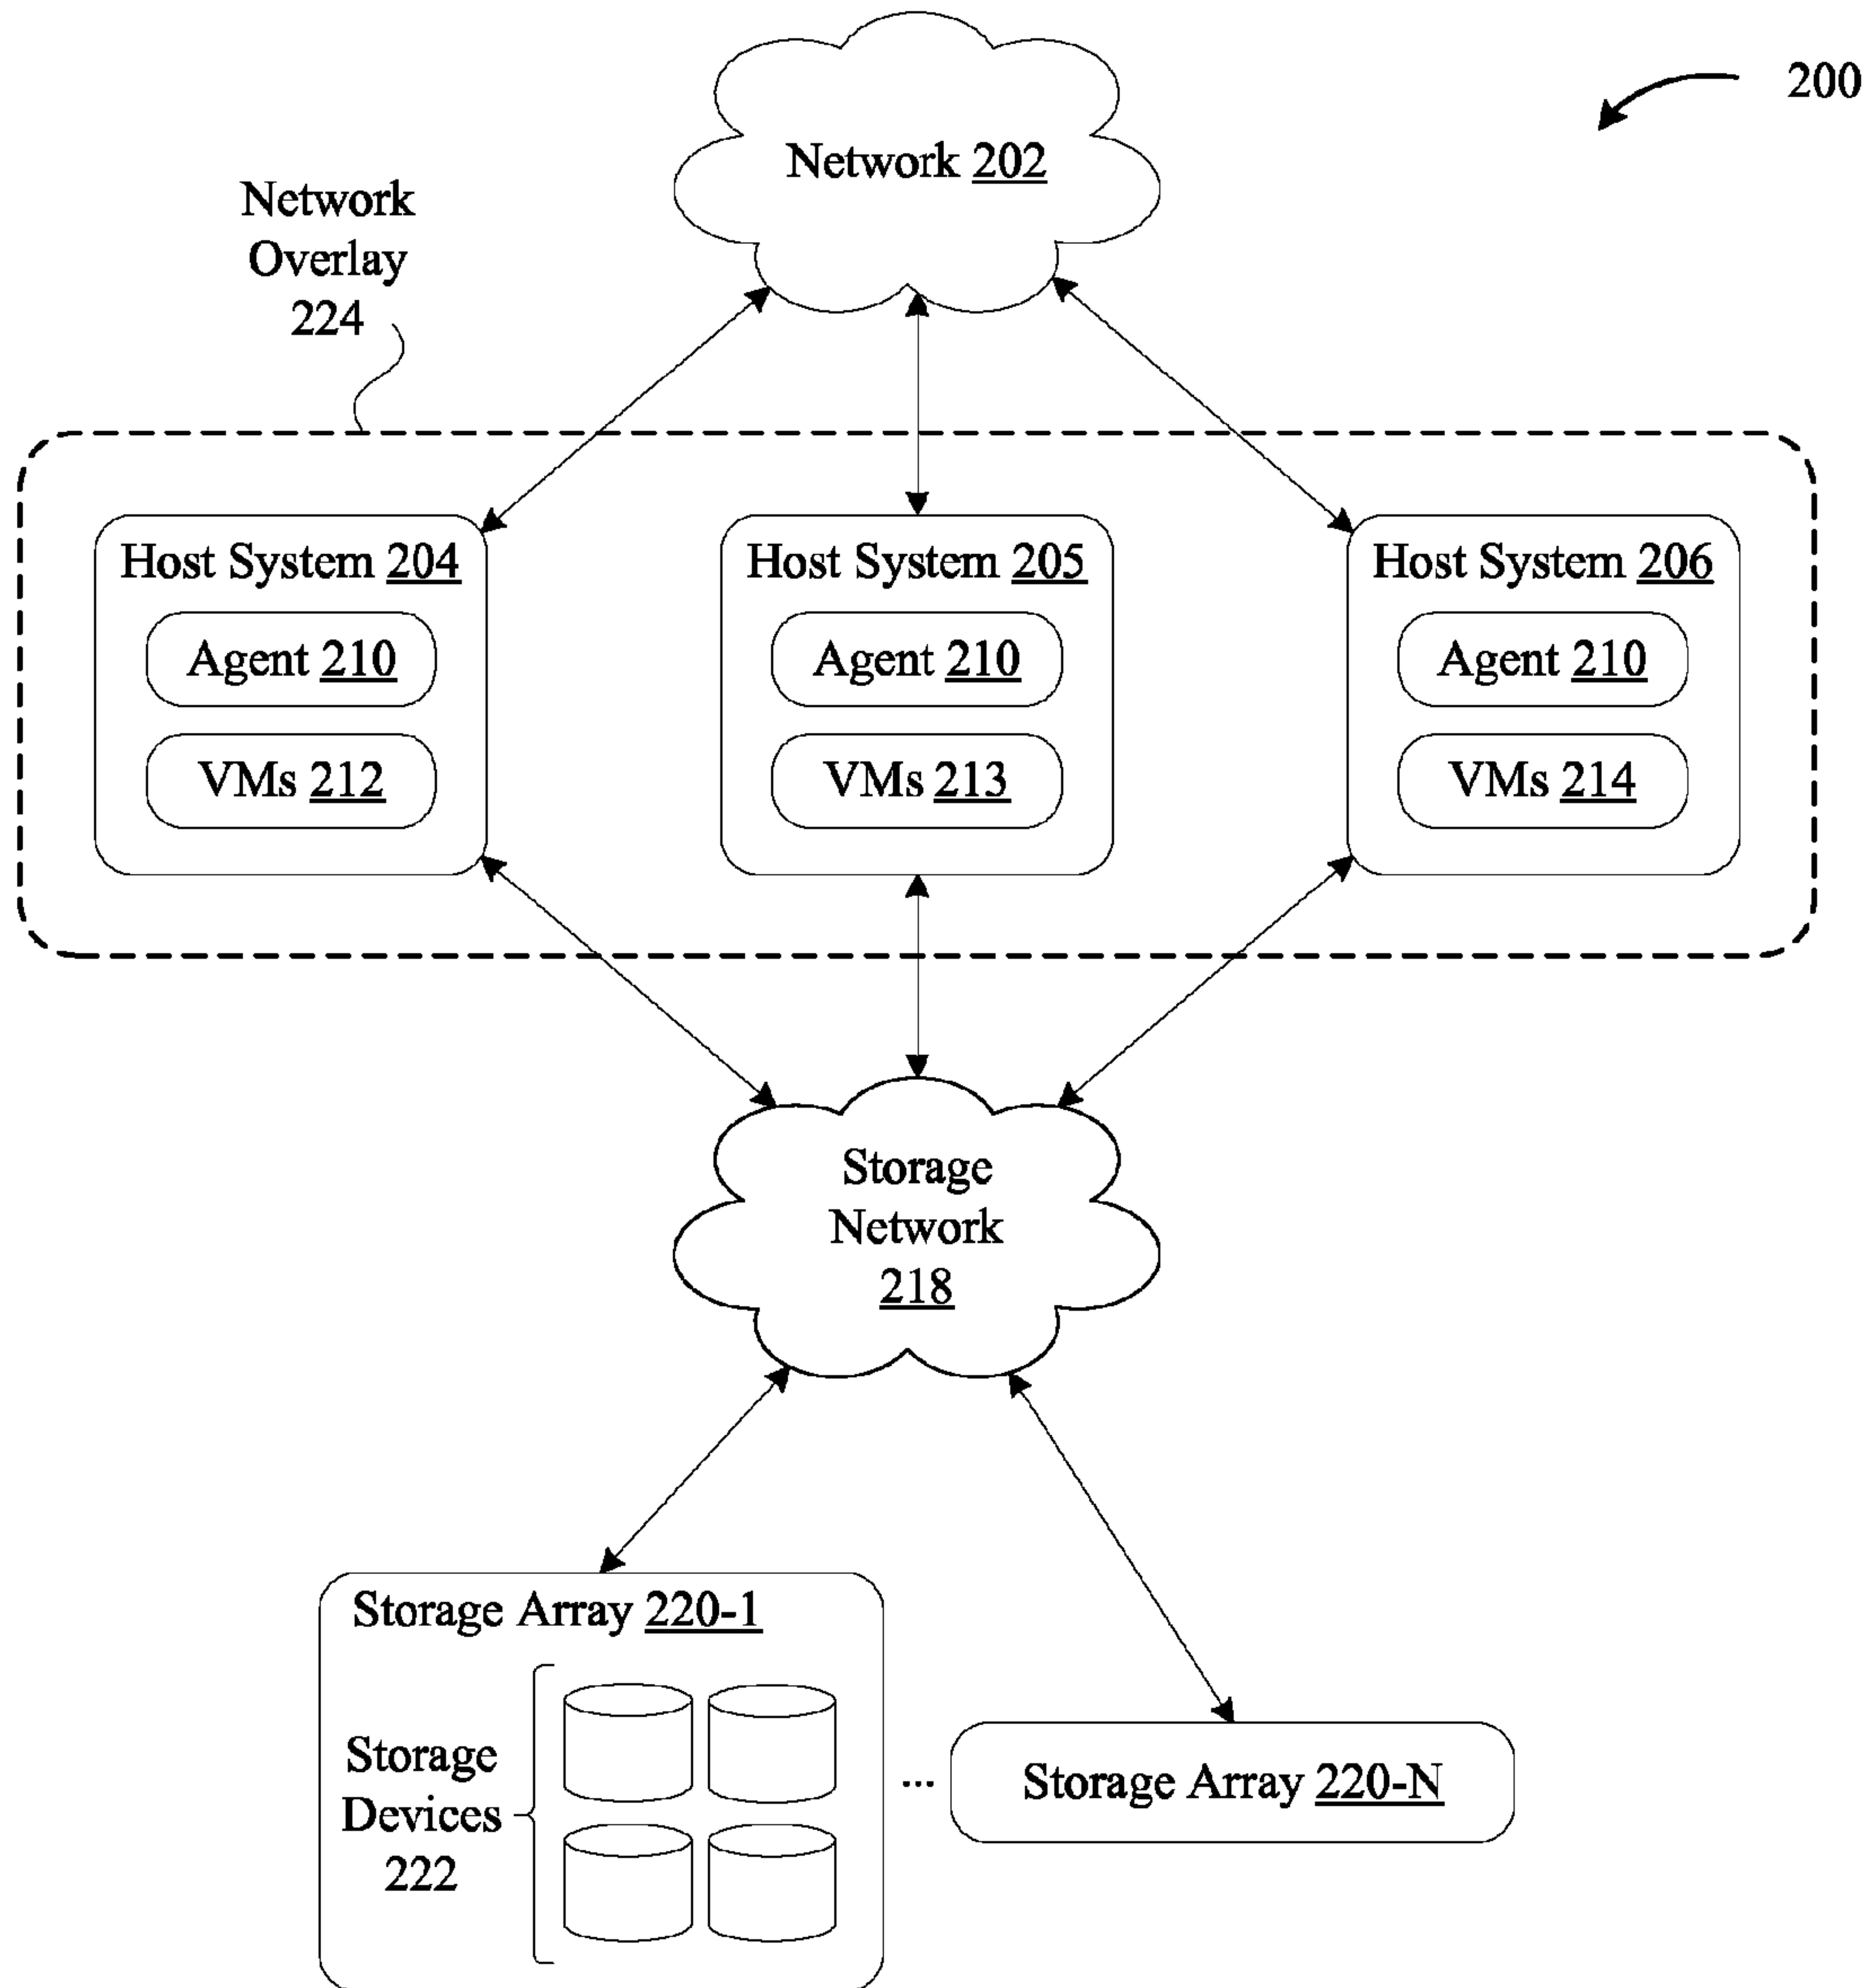 200
Network 202
Network
Overlay
224
Host System 204
Agent 210
VMs 212
Host System 205
Agent 210
VMs 213
Host System 206
Agent 210
VMs 214
Storage
Network
218
Storage Array 220-1
Storage
Devices
222
...
Storage Array 220-N